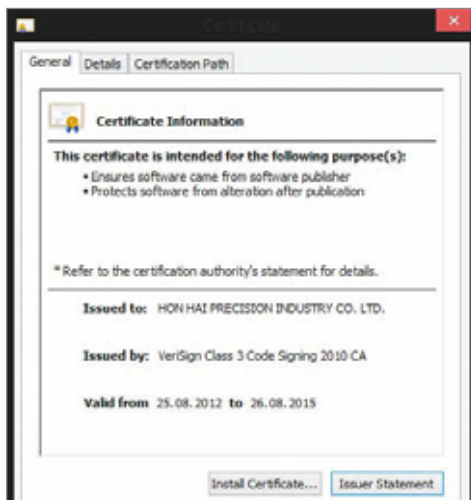 Certificate
General Details Certification Path
Certificate Information
This certificate is intended for the following purpose(s):
• Ensures software came from software publisher
• Protects software from alteration after publication
* Refer to the certification authority's statement for details.
Issued to: HON HAI PRECISION INDUSTRY CO. LTD.
Issued by: VeriSign Class 3 Code Signing 2010 CA
Valid from 25.08.2012 to 26.08.2015
Install Certificate... Issuer Statement